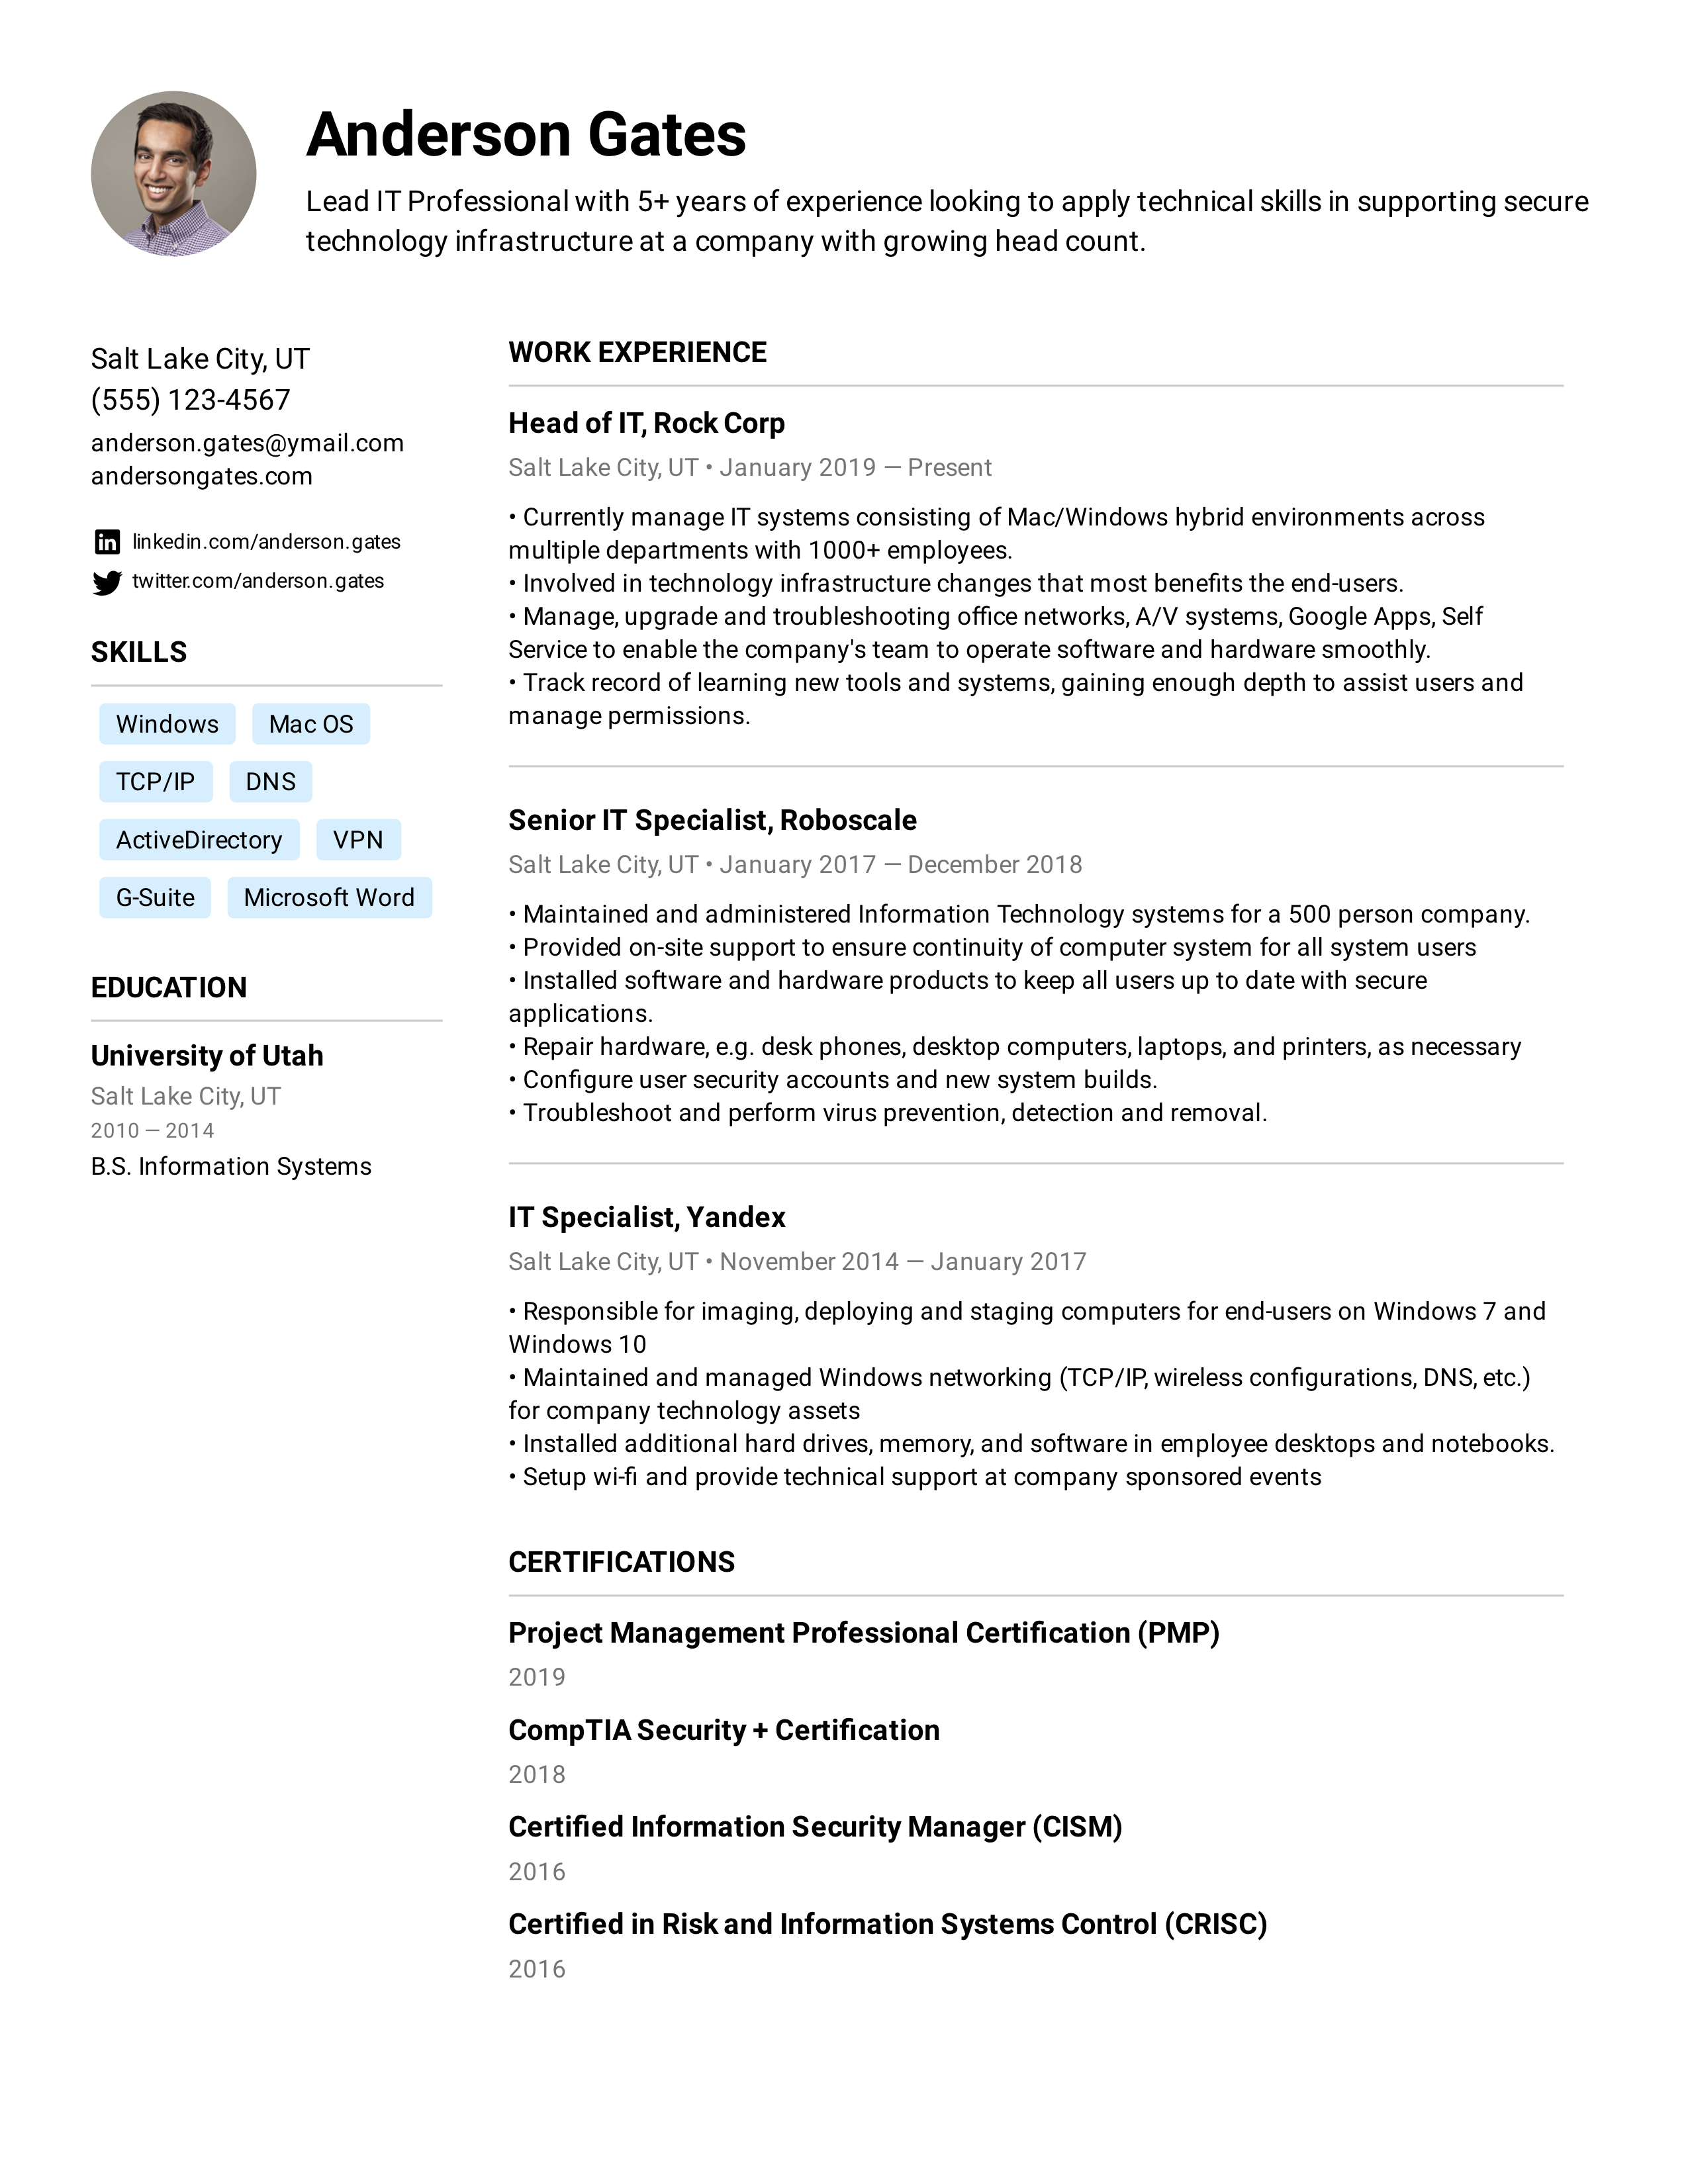 Anderson Gates
Lead IT Professional with 5+ years of experience looking to apply technical skills in supporting secure
technology infrastructure at a company with growing head count.
Salt Lake City, UT
(555) 123-4567
anderson.gates@ymail.com
andersongates.com
linkedin.com/anderson.gates
twitter.com/anderson.gates
SKILLS
Windows Mac OS
TCP/IP DNS
ActiveDirectory VPN
G-Suite Microsoft Word
EDUCATION
University of Utah
Salt Lake City, UT
2010 — 2014
B.S. Information Systems
WORK EXPERIENCE
Head of IT, Rock Corp
Salt Lake City, UT • January 2019 — Present
• Currently manage IT systems consisting of Mac/Windows hybrid environments across
multiple departments with 1000+ employees.
• Involved in technology infrastructure changes that most benefits the end-users.
• Manage, upgrade and troubleshooting office networks, A/V systems, Google Apps, Self
Service to enable the company's team to operate software and hardware smoothly.
• Track record of learning new tools and systems, gaining enough depth to assist users and
manage permissions.
Senior IT Specialist, Roboscale
Salt Lake City, UT • January 2017 — December 2018
• Maintained and administered Information Technology systems for a 500 person company.
• Provided on-site support to ensure continuity of computer system for all system users
• Installed software and hardware products to keep all users up to date with secure
applications.
• Repair hardware, e.g. desk phones, desktop computers, laptops, and printers, as necessary
• Configure user security accounts and new system builds.
• Troubleshoot and perform virus prevention, detection and removal.
IT Specialist, Yandex
Salt Lake City, UT • November 2014 — January 2017
• Responsible for imaging, deploying and staging computers for end-users on Windows 7 and
Windows 10
• Maintained and managed Windows networking (TCP/IP, wireless configurations, DNS, etc.)
for company technology assets
• Installed additional hard drives, memory, and software in employee desktops and notebooks.
• Setup wi-fi and provide technical support at company sponsored events
CERTIFICATIONS
Project Management Professional Certification (PMP)
2019
CompTIA Security + Certification
2018
Certified Information Security Manager (CISM)
2016
Certified in Risk and Information Systems Control (CRISC)
2016